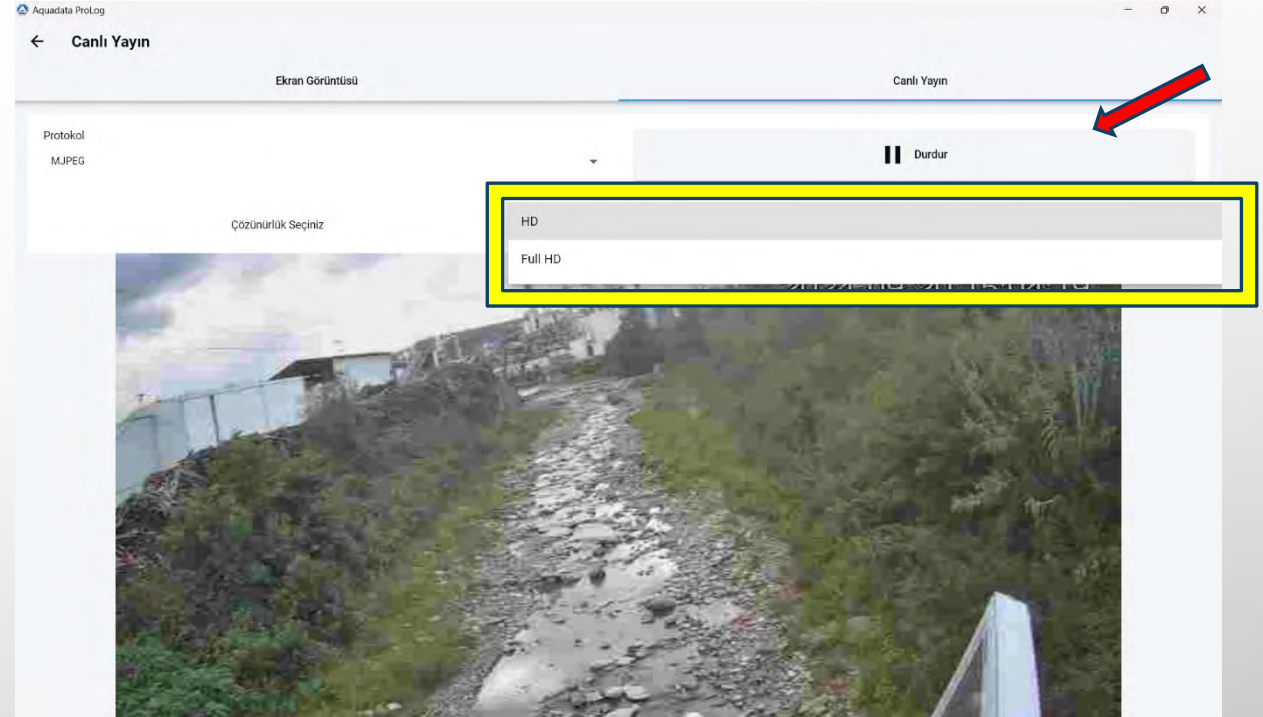 Aquadata ProLog
Canlı Yayın
Ekran Görüntüsü
Canlı Yayın
Protokol
MJPEG
Durdur
Çözünürlük Seçiniz
HD
Full HD